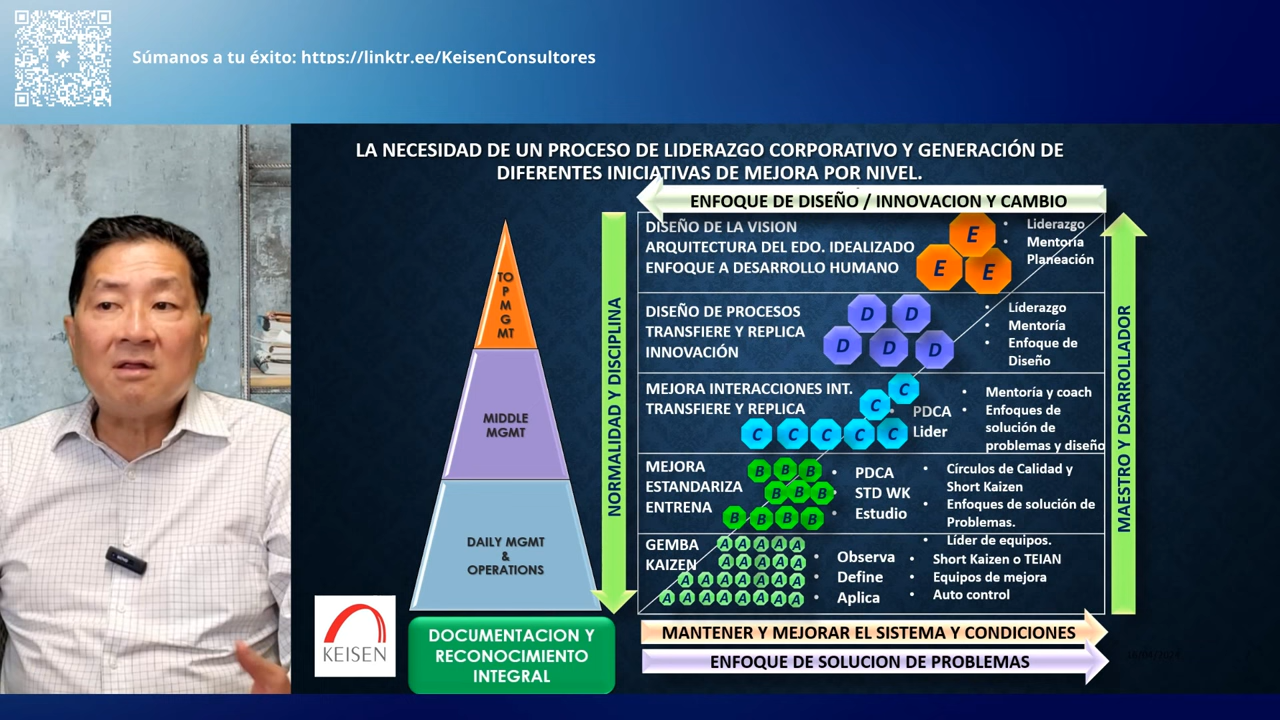 Súmanos a tu éxito: https://linktr.ee/KeisenConsultores
LA NECESIDAD DE UN PROCESO DE LIDERAZGO CORPORATIVO Y GENERACIÓN DE
DIFERENTES INICIATIVAS DE MEJORA POR NIVEL.
ENFOQUE DE DISEÑO / INNOVACION Y CAMBIO
TO
P
M
G
MT
MIDDLE
MGMT
DAILY MGMT
&
OPERATIONS
NORMALIDAD Y DISCIPLINA
DISEÑO DE LA VISION
ARQUITECTURA DEL EDO. IDEALIZADO
ENFOQUE A DESARROLLO HUMANO
E
E E
• Liderazgo
• Mentoría
Planeación
DISEÑO DE PROCESOS
TRANSFIERE Y REPLICA
INNOVACIÓN
D D
D D D
• Líderazgo
• Mentoría
• Enfoque de
Diseño
MEJORA INTERACCIONES INT.
TRANSFIERE Y REPLICA
C
C
C C C C C
• PDCA
Lider
• Mentoría y coach
• Enfoques de
solución de
problemas y diseño
MEJORA
ESTANDARIZA
ENTRENA
B B B
B B B
B B B B
• PDCA
• STD WK
• Estudio
• Círculos de Calidad y
Short Kaizen
• Enfoques de solución de
Problemas.
• Líder de equipos.
GEMBA
KAIZEN
A A A A A
A A A A A
A A A A A A A
A A A A A A A A
• Observa
• Define
• Aplica
• Short Kaizen o TEIAN
• Equipos de mejora
• Auto control
MAESTRO Y DSARROLLADOR
KEISEN
DOCUMENTACION Y
RECONOCIMIENTO
INTEGRAL
MANTENER Y MEJORAR EL SISTEMA Y CONDICIONES
ENFOQUE DE SOLUCION DE PROBLEMAS